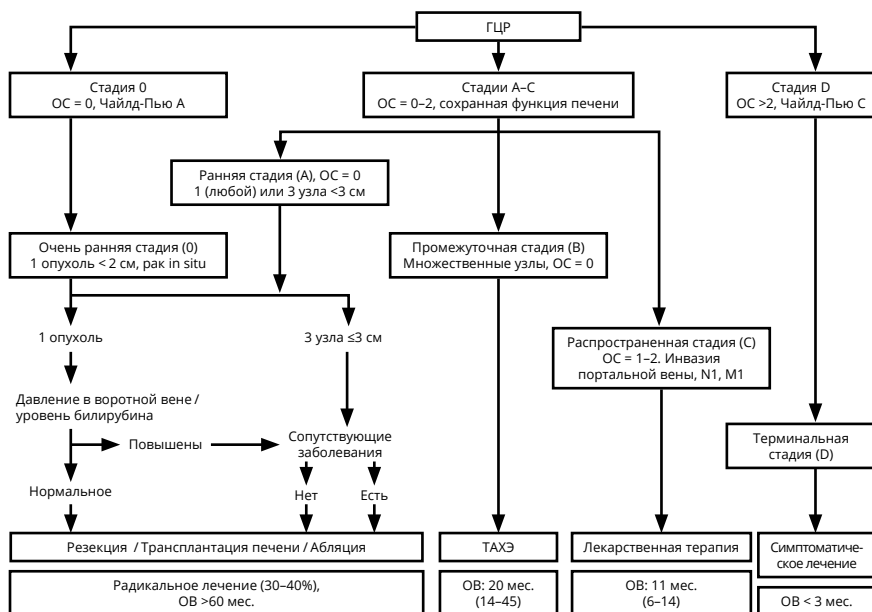 ГЦР
Стадия 0
ОС = 0, Чайлд-Пью А
Стадии А–С
ОС = 0–2, сохранная функция печени
Стадия D
ОС >2, Чайлд-Пью С
Ранняя стадия (А), ОС = 0
1 (любой) или 3 узла <3 см
Очень ранняя стадия (0)
1 опухоль < 2 см, рак in situ
Промежуточная стадия (В)
Множественные узлы, ОС = 0
1 опухоль
3 узла ≤3 см
Распространенная стадия (С)
ОС = 1–2. Инвазия
портальной вены, N1, M1
Давление в воротной вене /
уровень билирубина
Повышены
Сопутствующие
заболевания
Терминальная
стадия (D)
Нормальное
Нет
Есть
Резекция / Трансплантация печени / Абляция
ТАХЭ
Лекарственная терапия
Симптоматиче-
ское лечение
Радикальное лечение (30–40%),
ОВ >60 мес.
ОВ: 20 мес.
(14–45)
ОВ: 11 мес.
(6–14)
ОВ < 3 мес.